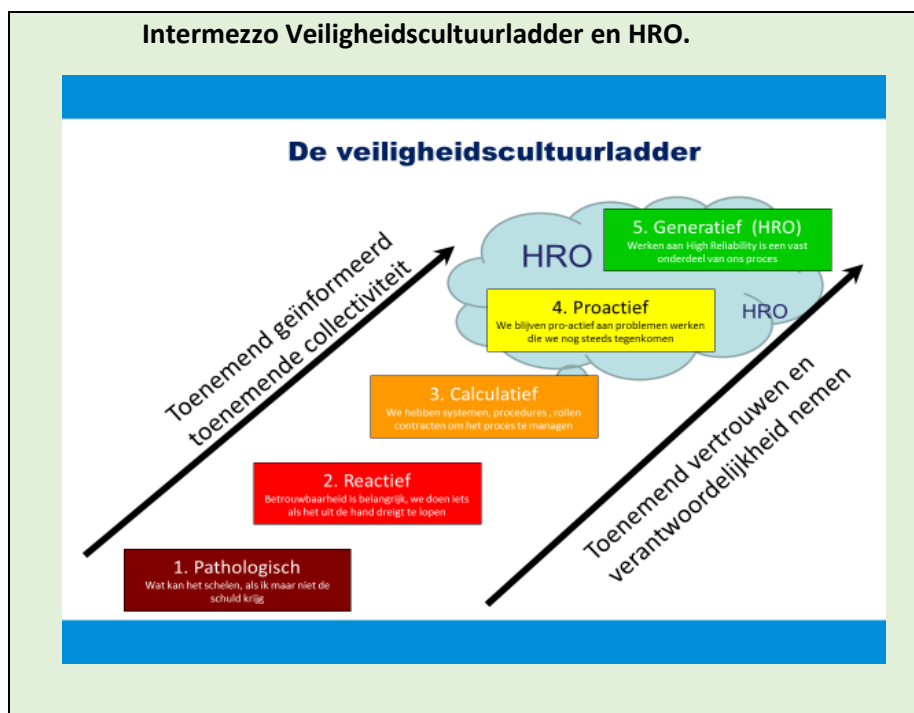 Intermezzo Veiligheidscultuurladder en HRO.
De veiligheidscultuurladder
Toenemend geïnformeerd
toenemende collectiviteit
HRO
5. Generatief (HRO)
Werken aan High Reliability is een vast
onderdeel van ons proces
4. Proactief
We blijven pro-actief aan problemen werken
die we nog steeds tegenkomen
HRO
3. Calculatief
We hebben systemen, procedures , rollen
contracten om het proces te managen
2. Reactief
Betrouwbaarheid is belangrijk, we doen iets
als het uit de hand dreigt te lopen
1. Pathologisch
Wat kan het schelen, als ik maar niet de
schuld krijg
Toenemend vertrouwen en
verantwoordelijkheid nemen